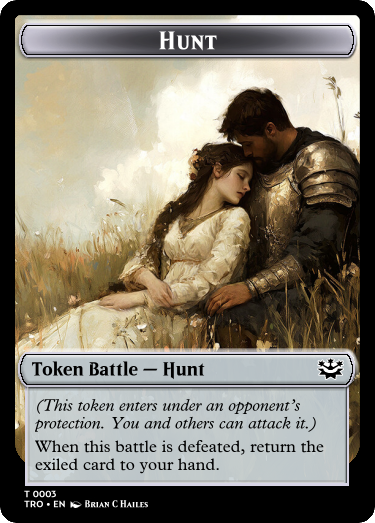 Hunt
Token Battle — Hunt
(This token enters under an opponent's
protection. You and others can attack it.)
When this battle is defeated, return the
exiled card to your hand.
T 0003
TRO • EN Brian C Hailes